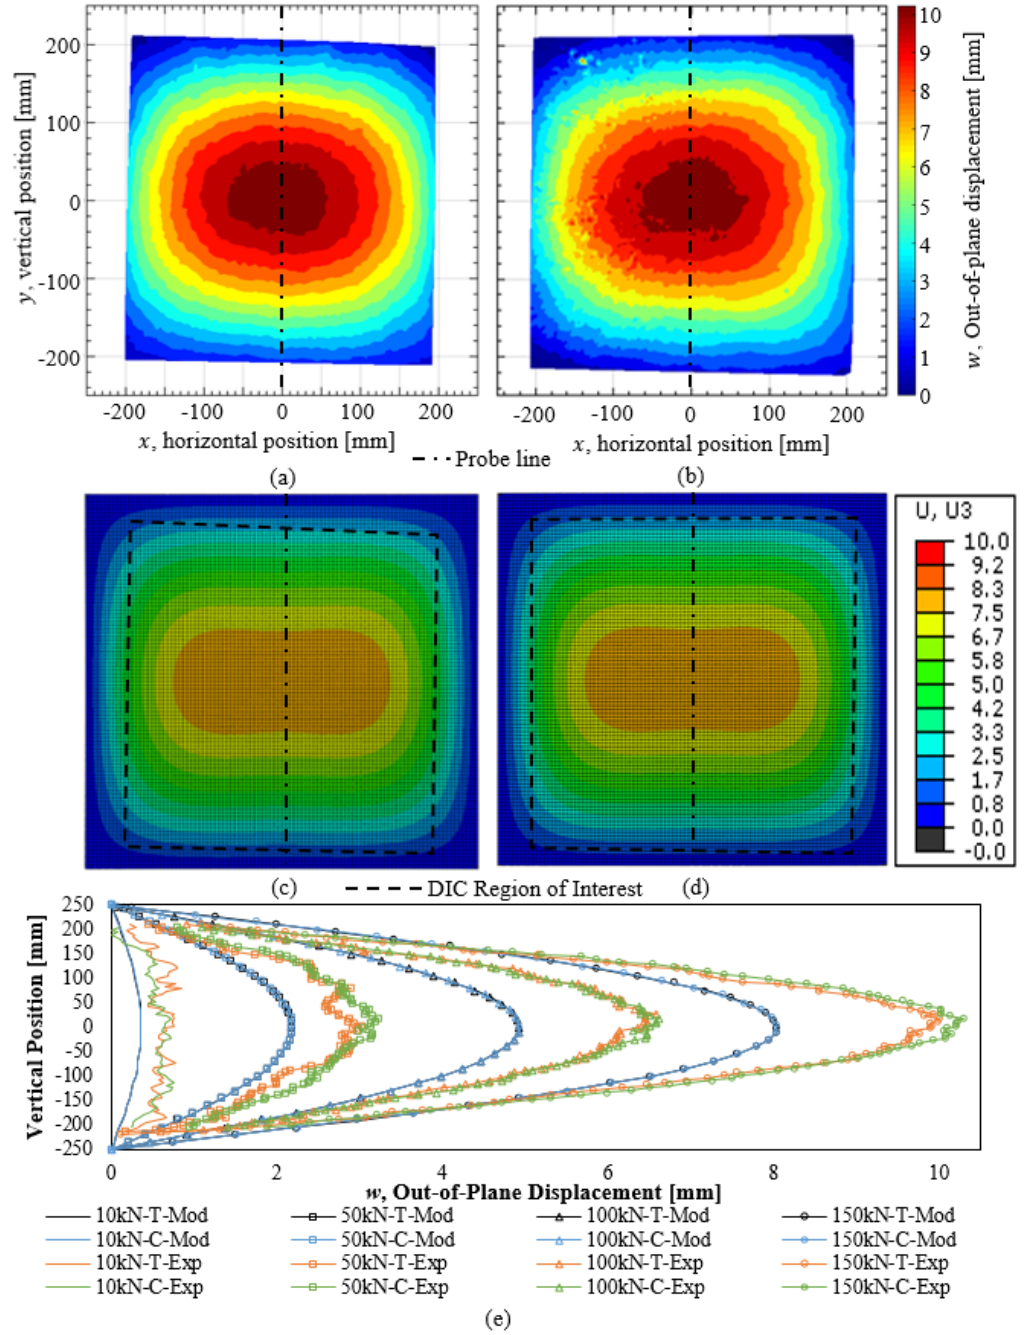 200
100
0
-100
-200
y, vertical position [mm]
-200 -100 0 100 200
x, horizontal position [mm]
(a)
-200 -100 0 100 200
x, horizontal position [mm]
(b)
10
9
8
7
6
5
4
3
2
1
0
w, Out-of-plane displacement [mm]
Probe line
U, U3
10.0
9.2
8.3
7.5
6.7
5.8
5.0
4.2
3.3
2.5
1.7
0.8
0.0
-0.0
(c)
DIC Region of Interest
(d)
Vertical Position [mm]
250
200
150
100
50
0
-50
-100
-150
-200
-250
0 2 4 6 8 10
w, Out-of-Plane Displacement [mm]
10kN-T-Mod 50kN-T-Mod 100kN-T-Mod 150kN-T-Mod
10kN-C-Mod 50kN-C-Mod 100kN-C-Mod 150kN-C-Mod
10kN-T-Exp 50kN-T-Exp 100kN-T-Exp 150kN-T-Exp
10kN-C-Exp 50kN-C-Exp 100kN-C-Exp 150kN-C-Exp
(e)